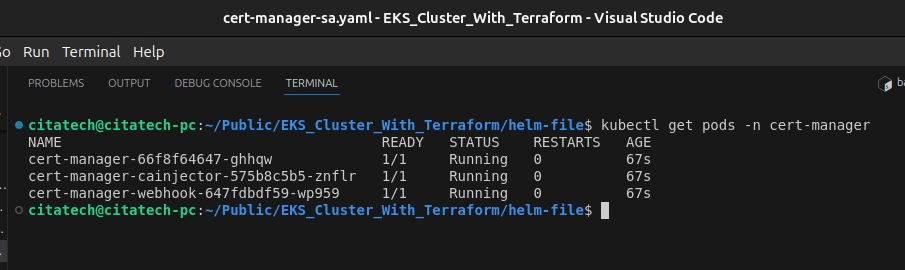 cert-manager-sa.yaml - EKS_Cluster_With_Terraform - Visual Studio Code
Run Terminal Help
PROBLEMS OUTPUT DEBUG CONSOLE TERMINAL
citatech@citatech-pc:~/Public/EKS_Cluster_With_Terraform/helm-file$ kubectl get pods -n cert-manager
NAME READY STATUS RESTARTS AGE
cert-manager-66f8f64647-ghhqw 1/1 Running 0 67s
cert-manager-cainjector-575b8c5b5-znflr 1/1 Running 0 67s
cert-manager-webhook-647fdbdf59-wp959 1/1 Running 0 67s
citatech@citatech-pc:~/Public/EKS_Cluster_With_Terraform/helm-file$